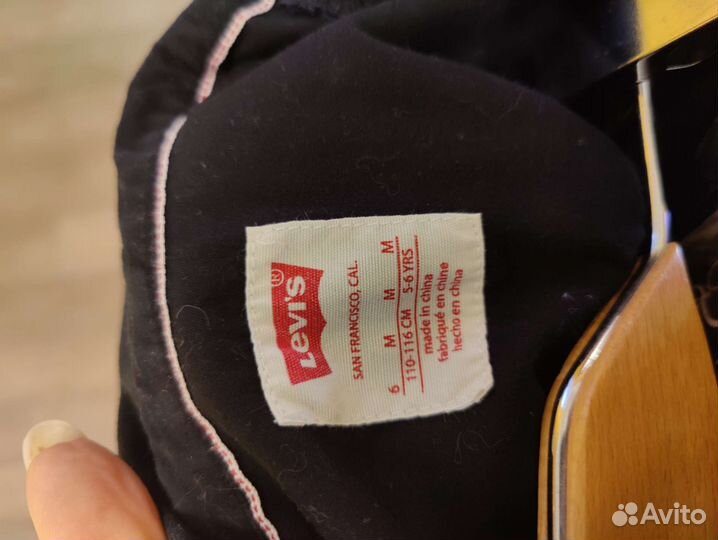 Levi's ®
SAN FRANCISCO, CAL.
6 M M M
110-116 CM 5-6 YRS
made in china
fabriqué en chine
hecho en china
Avito